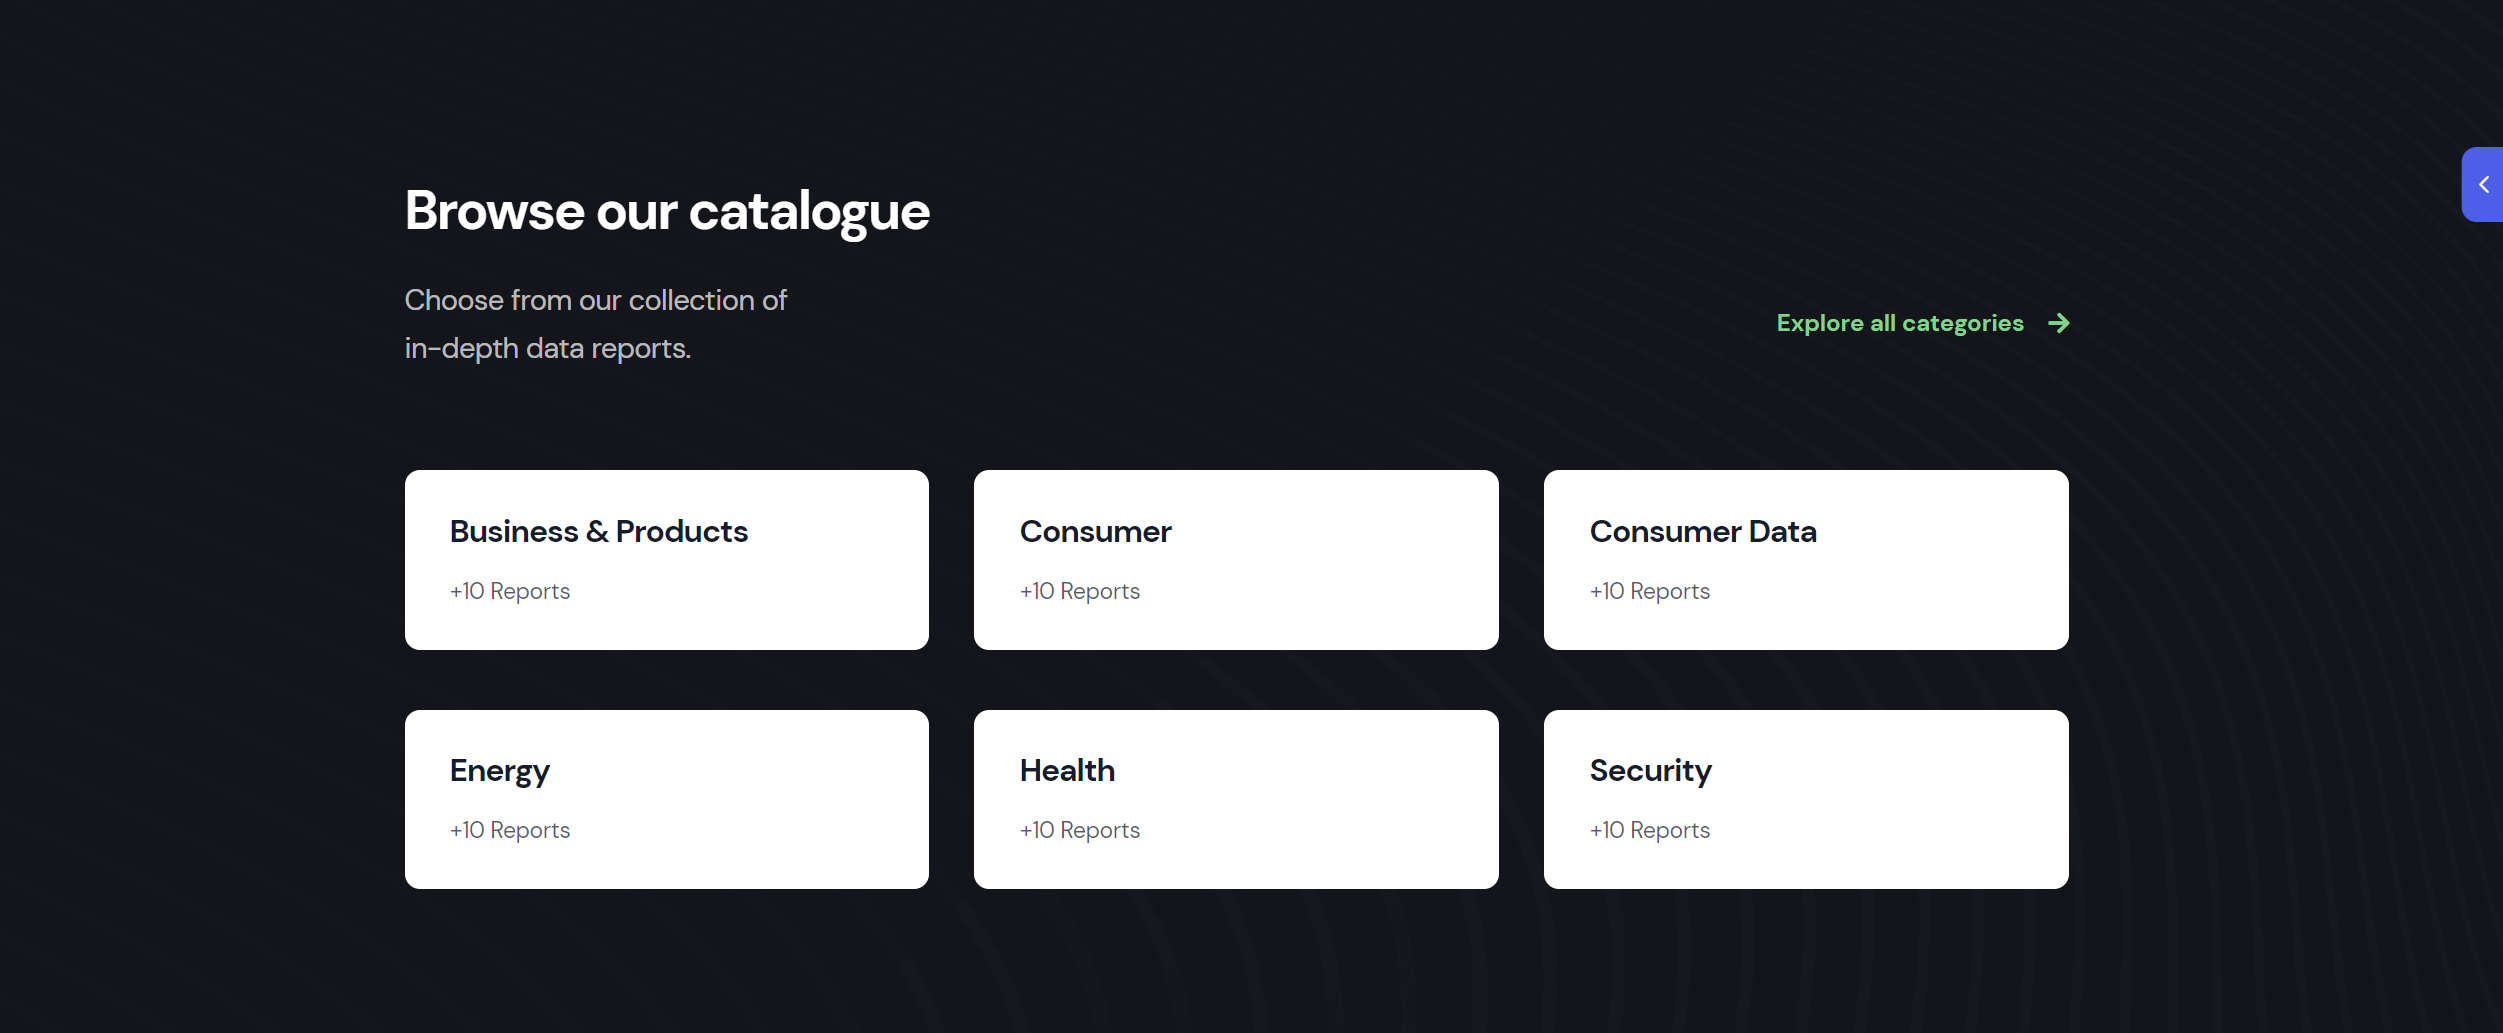 Browse our catalogue
Choose from our collection of
in-depth data reports.
Explore all categories
Business & Products
+10 Reports
Consumer
+10 Reports
Consumer Data
+10 Reports
Energy
+10 Reports
Health
+10 Reports
Security
+10 Reports